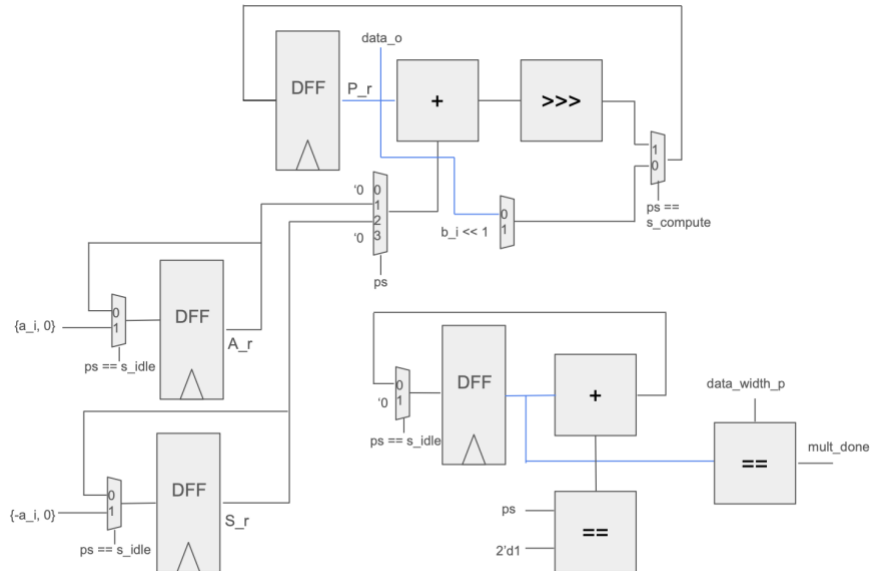 data_o
DFF
P_r
+
>>>
1
0
ps ==
s_compute
'0
0
1
2
3
'0
ps
0
1
b_i << 1
{a_i, 0}
0
1
ps == s_idle
DFF
A_r
{-a_i, 0}
0
1
ps == s_idle
DFF
S_r
'0
0
1
ps == s_idle
DFF
+
ps
2'd1
==
data_width_p
==
mult_done